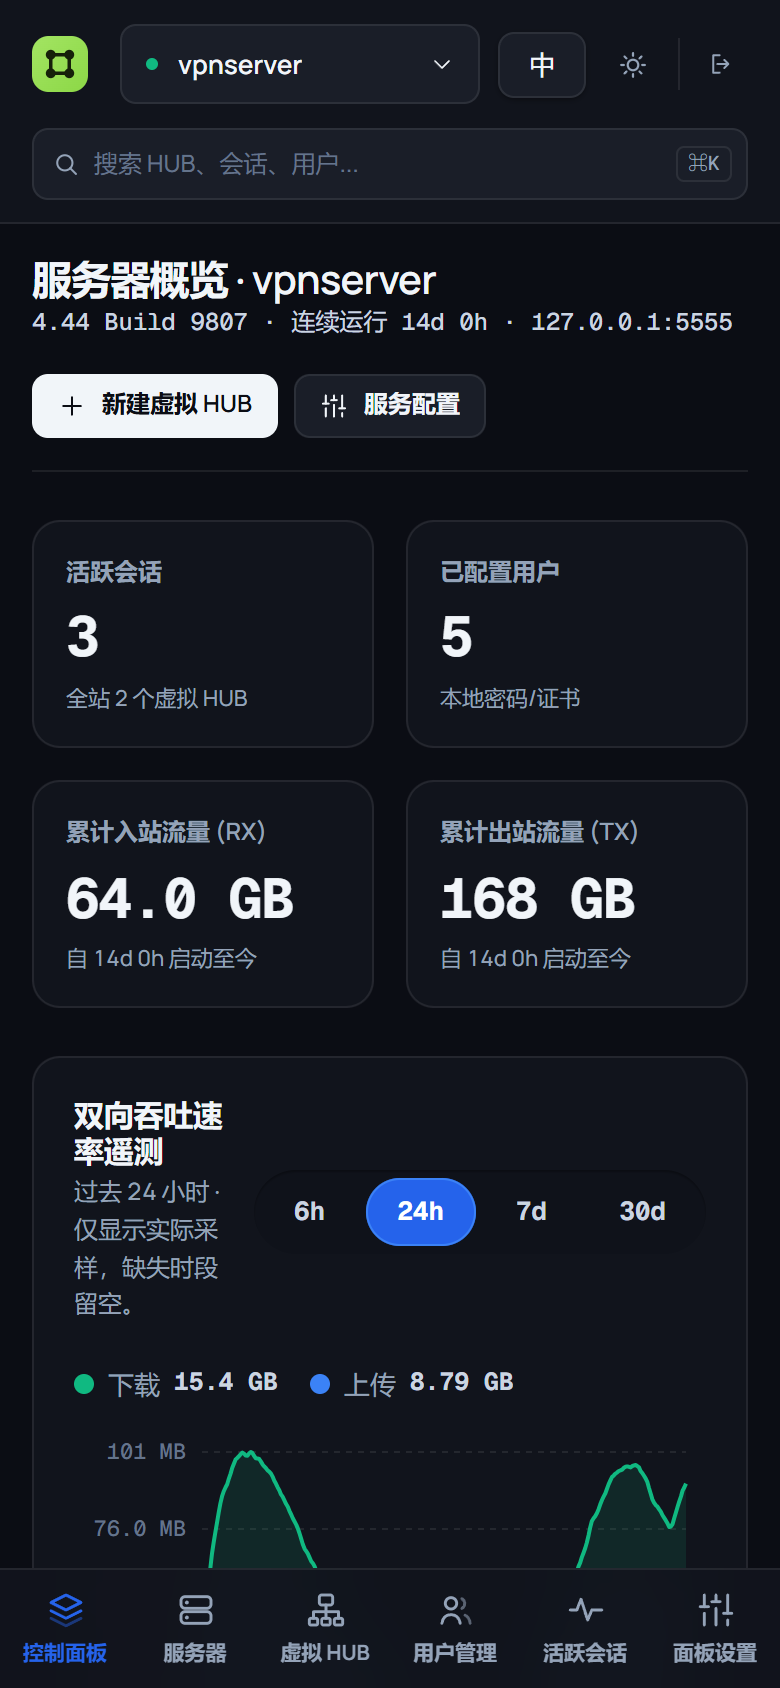 vpnserver
中
搜索 HUB、会话、用户...
⌘K
服务器概览 · vpnserver
4.44 Build 9807 · 连续运行 14d 0h · 127.0.0.1:5555
新建虚拟 HUB
服务配置
活跃会话
3
全站 2 个虚拟 HUB
已配置用户
5
本地密码/证书
累计入站流量 (RX)
64.0 GB
自 14d 0h 启动至今
累计出站流量 (TX)
168 GB
自 14d 0h 启动至今
双向吞吐速
率遥测
过去 24 小时 ·
仅显示实际采
样，缺失时段
留空。
6h 24h 7d 30d
下载 15.4 GB 上传 8.79 GB
101 MB
76.0 MB
控制面板 服务器 虚拟 HUB 用户管理 活跃会话 面板设置